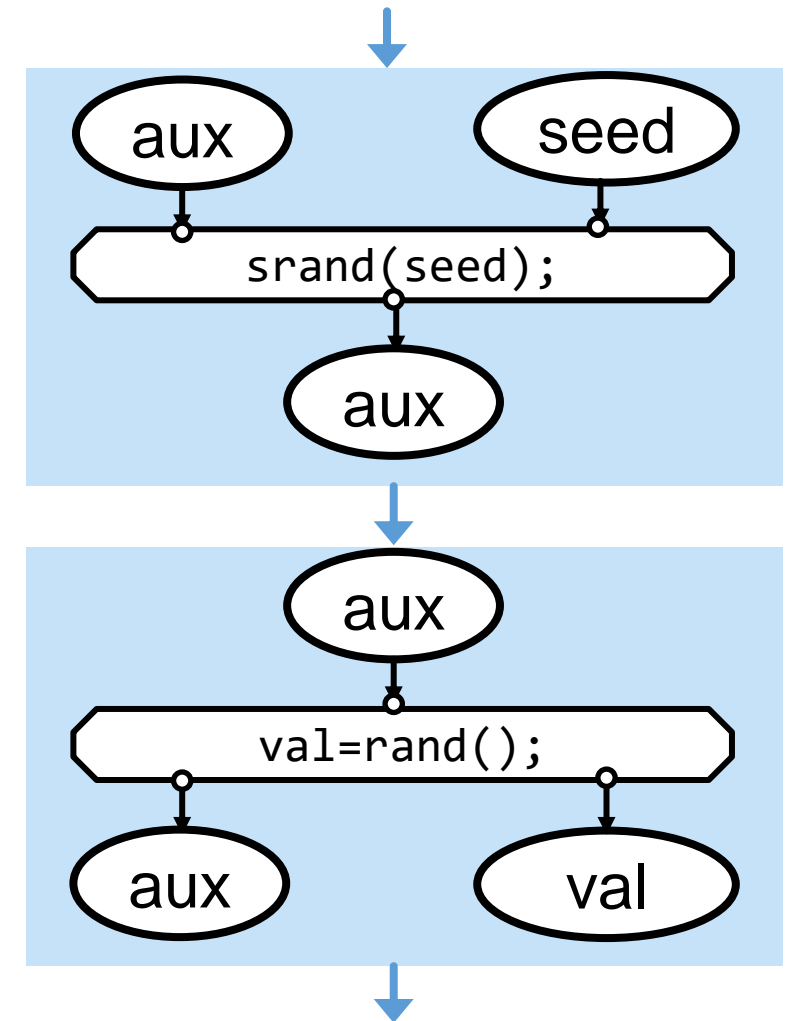 aux seed
srand(seed);
aux
aux
val=rand();
aux val